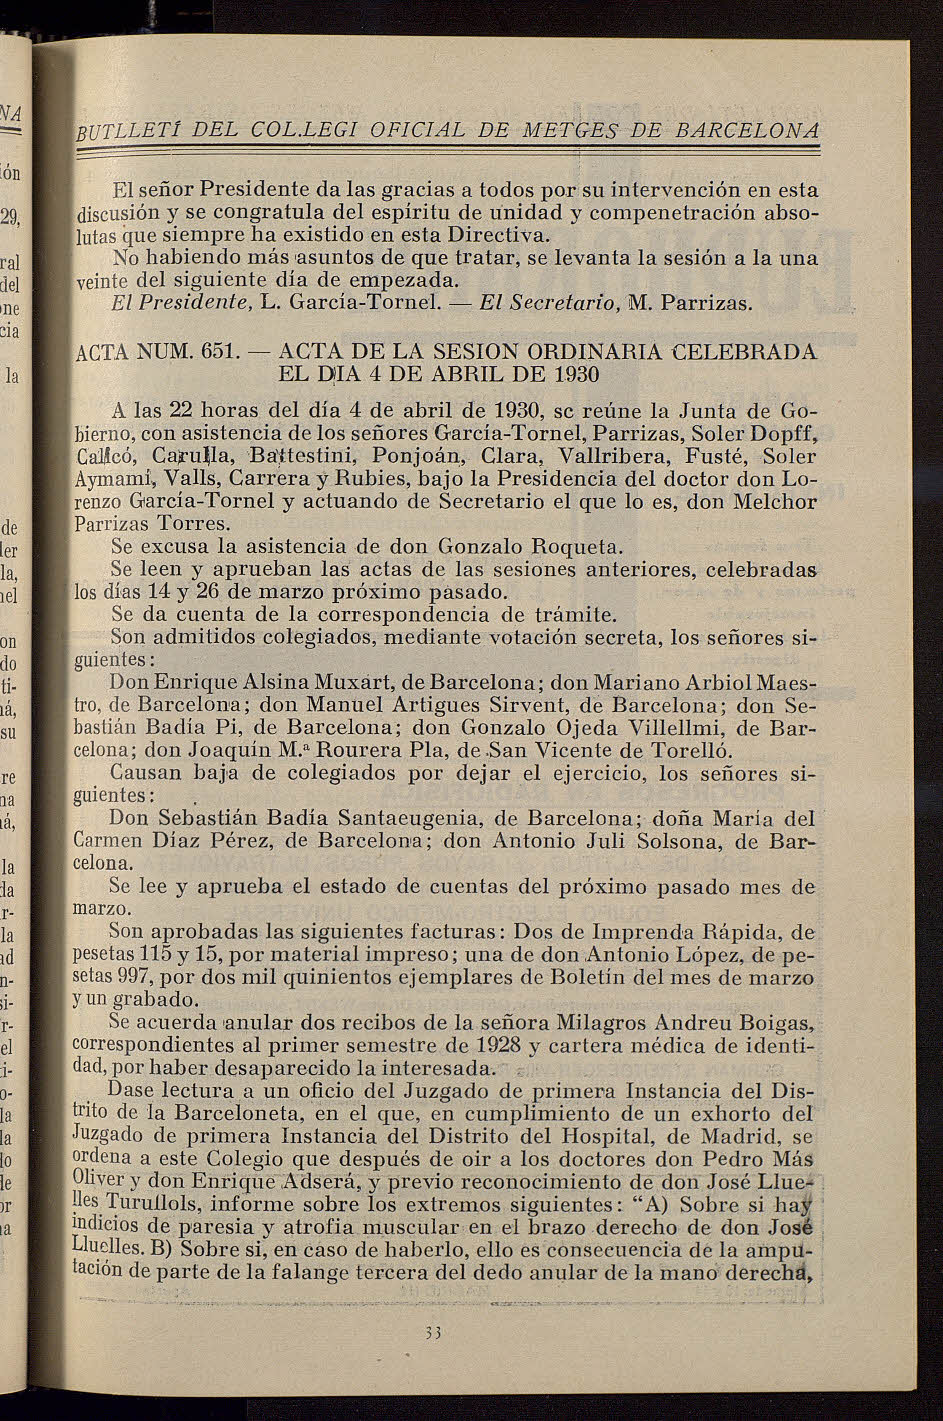 BUTLLETÍ DEL COL.LEGI OFICIAL DE METGES DE BARCELONA
El señor Presidente da las gracias a todos por su intervención en esta
discusión y se congratula del espíritu de unidad y compenetración abso-
lutas que siempre ha existido en esta Directiva.
No habiendo más asuntos de que tratar, se levanta la sesión a la una
veinte del siguiente día de empezada.
El Presidente, L. García-Tornel. — El Secretario, M. Parrizas.
ACTA NUM. 651. — ACTA DE LA SESION ORDINARIA CELEBRADA
EL DIA 4 DE ABRIL DE 1930
A las 22 horas del día 4 de abril de 1930, se reúne la Junta de Go-
bierno, con asistencia de los señores García-Tornel, Parrizas, Soler Dopff,
Calicó, Carulla, Battestini, Ponjoán, Clara, Vallribera, Fusté, Soler
Aymamí, Valls, Carrera y Rubies, bajo la Presidencia del doctor don Lo-
renzo García-Tornel y actuando de Secretario el que lo es, don Melchor
Parrizas Torres.
Se excusa la asistencia de don Gonzalo Roqueta.
Se leen y aprueban las actas de las sesiones anteriores, celebradas
los días 14 y 26 de marzo próximo pasado.
Se da cuenta de la correspondencia de trámite.
Son admitidos colegiados, mediante votación secreta, los señores si-
guientes:
Don Enrique Alsina Muxart, de Barcelona; don Mariano Arbiol Maes-
tro, de Barcelona; don Manuel Artigues Sirvent, de Barcelona; don Se-
bastián Badía Pi, de Barcelona; don Gonzalo Ojeda Villellmi, de Bar-
celona; don Joaquín M.ª Rourera Pla, de San Vicente de Torelló.
Causan baja de colegiados por dejar el ejercicio, los señores si-
guientes:
Don Sebastián Badía Santaeugenia, de Barcelona; doña María del
Carmen Díaz Pérez, de Barcelona; don Antonio Juli Solsona, de Bar-
celona.
Se lee y aprueba el estado de cuentas del próximo pasado mes de
marzo.
Son aprobadas las siguientes facturas: Dos de Imprenda Rápida, de
pesetas 115 y 15, por material impreso; una de don Antonio López, de pe-
setas 997, por dos mil quinientos ejemplares de Boletín del mes de marzo
y un grabado.
Se acuerda anular dos recibos de la señora Milagros Andreu Boigas,
correspondientes al primer semestre de 1928 y cartera médica de identi-
dad, por haber desaparecido la interesada.
Dase lectura a un oficio del Juzgado de primera Instancia del Dis-
trito de la Barceloneta, en el que, en cumplimiento de un exhorto del
Juzgado de primera Instancia del Distrito del Hospital, de Madrid, se
ordena a este Colegio que después de oir a los doctores don Pedro Más
Oliver y don Enrique Adserá, y previo reconocimiento de don José Llue-
lles Turullols, informe sobre los extremos siguientes: “A) Sobre si hay
indicios de paresia y atrofia muscular en el brazo derecho de don José
Lluelles. B) Sobre si, en caso de haberlo, ello es consecuencia de la ampu-
tación de parte de la falange tercera del dedo anular de la mano derecha,
33